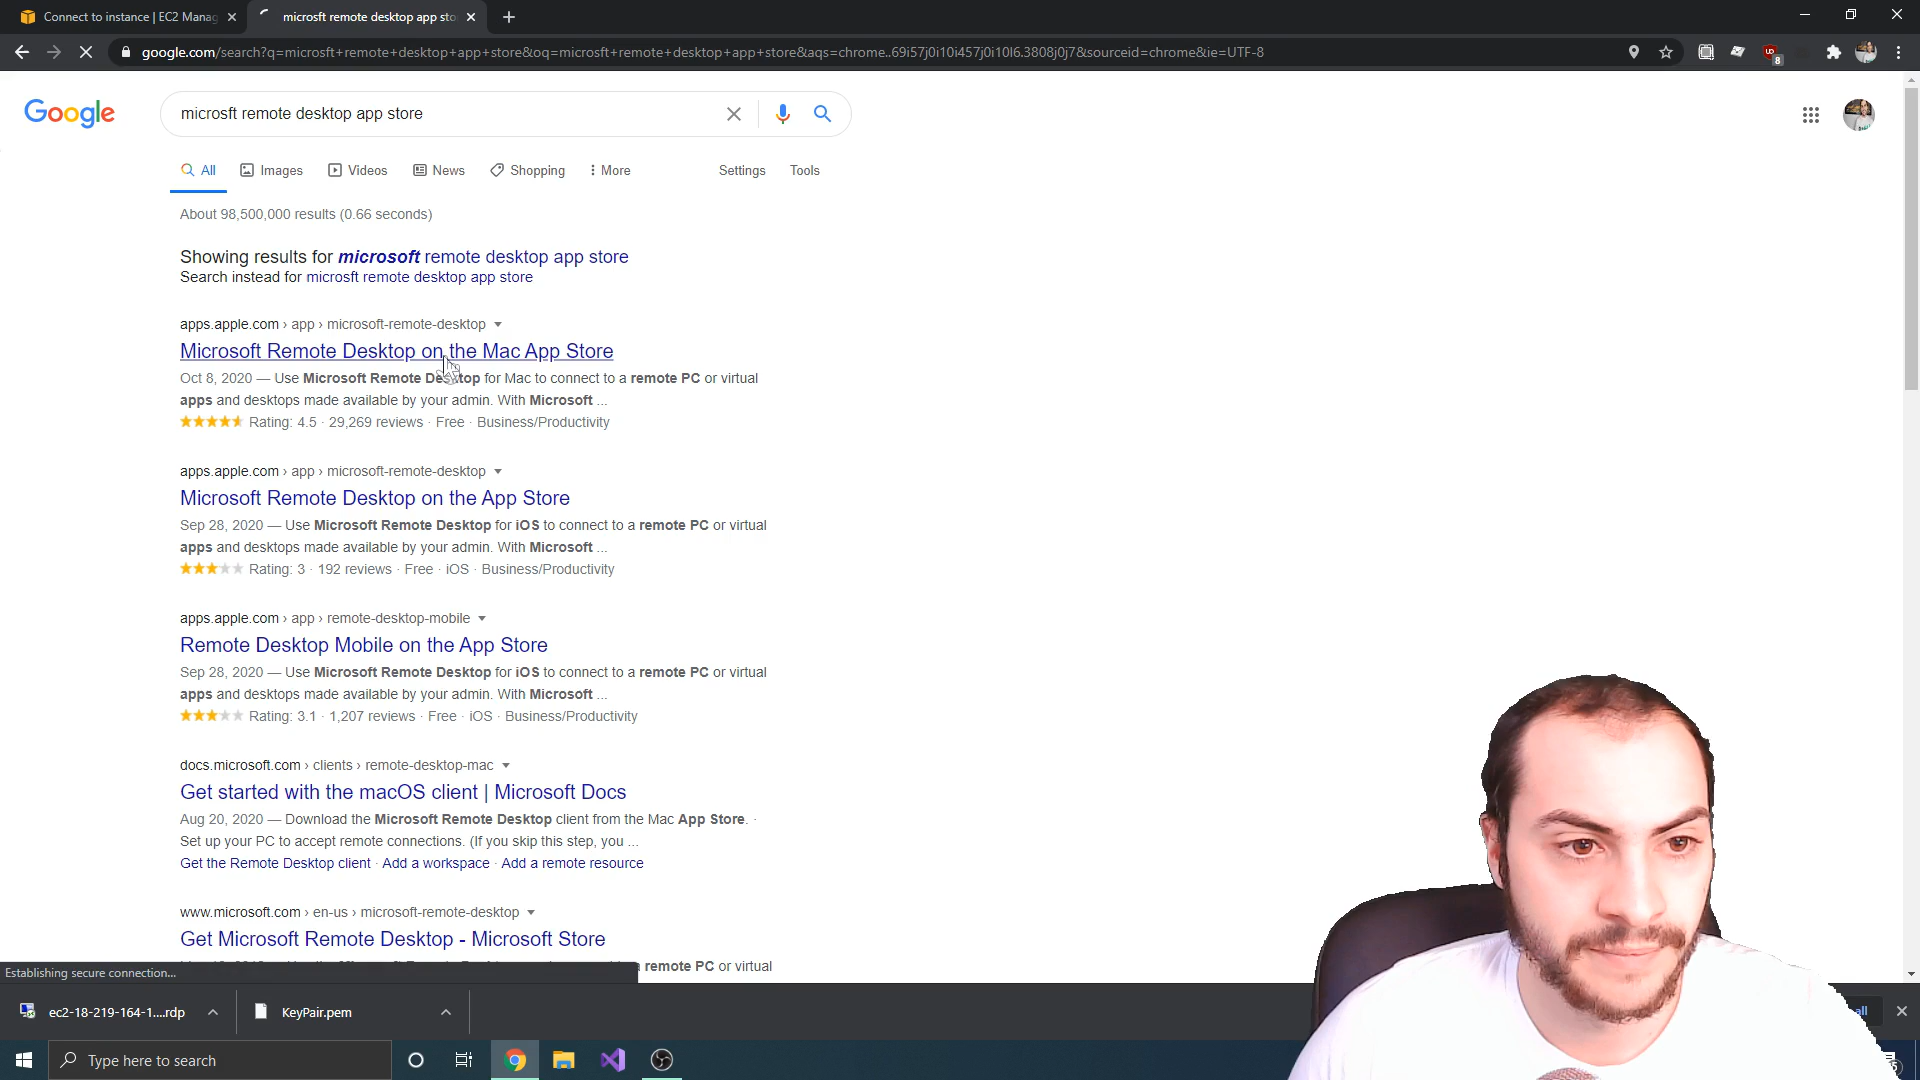 Connect to instance | EC2 Manag
microsft remote desktop app sto
google.com/search?q=microsft+remote+desktop+app+store&oq=microsft+remote+desktop+app+store&aqs=chrome..69i57j0i10i457j0i10l6.3808j0j7&sourceid=chrome&ie=UTF-8
8
Google
microsft remote desktop app store
All Images Videos News Shopping More Settings Tools
About 98,500,000 results (0.66 seconds)
Showing results for microsoft remote desktop app store
Search instead for microsft remote desktop app store
apps.apple.com › app › microsoft-remote-desktop
Microsoft Remote Desktop on the Mac App Store
Oct 8, 2020 — Use Microsoft Remote Desktop for Mac to connect to a remote PC or virtual
apps and desktops made available by your admin. With Microsoft ...
Rating: 4.5 · 29,269 reviews · Free · Business/Productivity
apps.apple.com › app › microsoft-remote-desktop
Microsoft Remote Desktop on the App Store
Sep 28, 2020 — Use Microsoft Remote Desktop for iOS to connect to a remote PC or virtual
apps and desktops made available by your admin. With Microsoft ...
Rating: 3 · 192 reviews · Free · iOS · Business/Productivity
apps.apple.com › app › remote-desktop-mobile
Remote Desktop Mobile on the App Store
Sep 28, 2020 — Use Microsoft Remote Desktop for iOS to connect to a remote PC or virtual
apps and desktops made available by your admin. With Microsoft ...
Rating: 3.1 · 1,207 reviews · Free · iOS · Business/Productivity
docs.microsoft.com › clients › remote-desktop-mac
Get started with the macOS client | Microsoft Docs
Aug 20, 2020 — Download the Microsoft Remote Desktop client from the Mac App Store. ·
Set up your PC to accept remote connections. (If you skip this step, you ...
Get the Remote Desktop client · Add a workspace · Add a remote resource
www.microsoft.com › en-us › microsoft-remote-desktop
Get Microsoft Remote Desktop - Microsoft Store
remote PC or virtual
Establishing secure connection...
ec2-18-219-164-1....rdp
KeyPair.pem
all
Type here to search